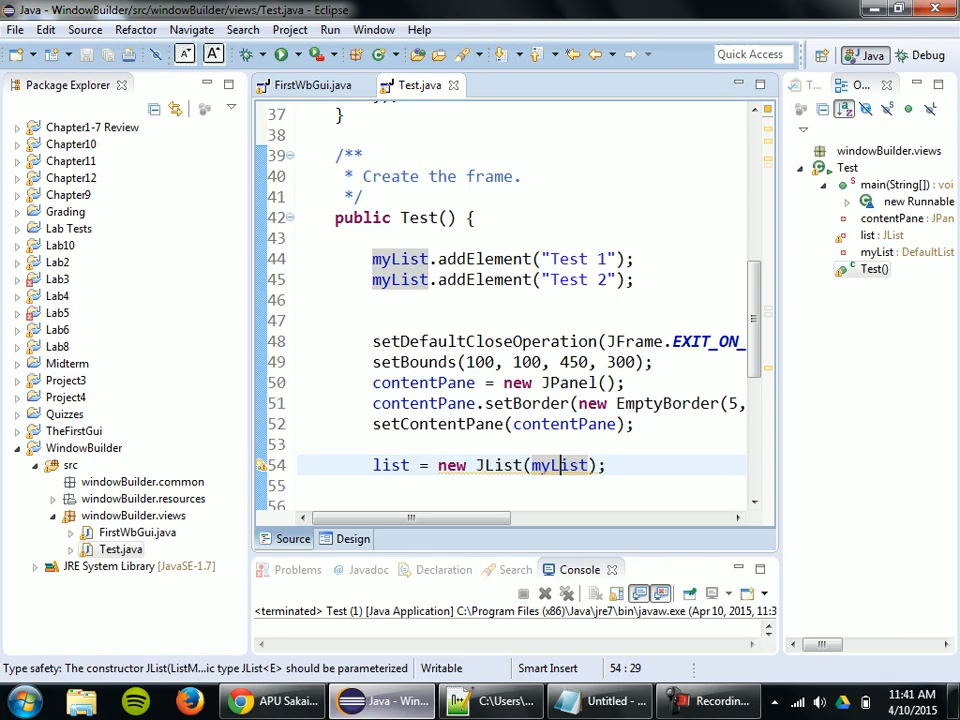 Java - WindowBuilder/src/windowBuilder/views/Test.java - Eclipse
File Edit Source Refactor Navigate Search Project Run Window Help
Quick Access
Java
Debug
Package Explorer
Chapter1-7 Review
Chapter10
Chapter11
Chapter12
Chapter9
Grading
Lab Tests
Lab10
Lab2
Lab3
Lab4
Lab5
Lab6
Lab8
Midterm
Project3
Project4
Quizzes
TheFirstGui
WindowBuilder
src
windowBuilder.common
windowBuilder.resources
windowBuilder.views
FirstWbGui.java
Test.java
JRE System Library [JavaSE-1.7]
FirstWbGui.java Test.java
37 }
38
39 /**
40 * Create the frame.
41 */
42 public Test() {
43
44 myList.addElement("Test 1");
45 myList.addElement("Test 2");
46
47
48 setDefaultCloseOperation(JFrame.EXIT_ON_
49 setBounds(100, 100, 450, 300);
50 contentPane = new JPanel();
51 contentPane.setBorder(new EmptyBorder(5,
52 setContentPane(contentPane);
53
54 list = new JList(myList);
55
56
Source Design
Problems Javadoc Declaration Search Console
<terminated> Test (1) [Java Application] C:\Program Files (x86)\Java\jre7\bin\javaw.exe (Apr 10, 2015, 11:3
T... O...
windowBuilder.views
Test
main(String[]) : voi
new Runnable
contentPane : JPan
list : JList
myList : DefaultList
Test()
Type safety: The constructor JList(ListM...ic type JList<E> should be parameterized
Writable
Smart Insert
54 : 29
APU Sakai...
Java - Win...
C:\Users\...
Untitled - ...
Recording...
11:41 AM
4/10/2015